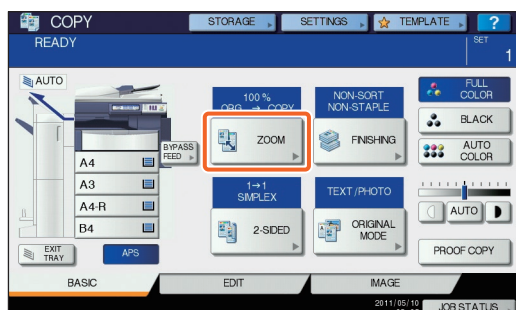 COPY
STORAGE
SETTINGS
TEMPLATE
?
READY
SET
1
AUTO
100 %
ORG. → COPY
NON-SORT
NON-STAPLE
FULL
COLOR
ZOOM
FINISHING
BLACK
BYPASS
FEED
AUTO
COLOR
A4
A3
A4-R
B4
1→1
SIMPLEX
TEXT/PHOTO
2-SIDED
ORIGINAL
MODE
AUTO
EXIT
TRAY
APS
PROOF COPY
BASIC
EDIT
IMAGE
2011/05/10
JOB STATUS